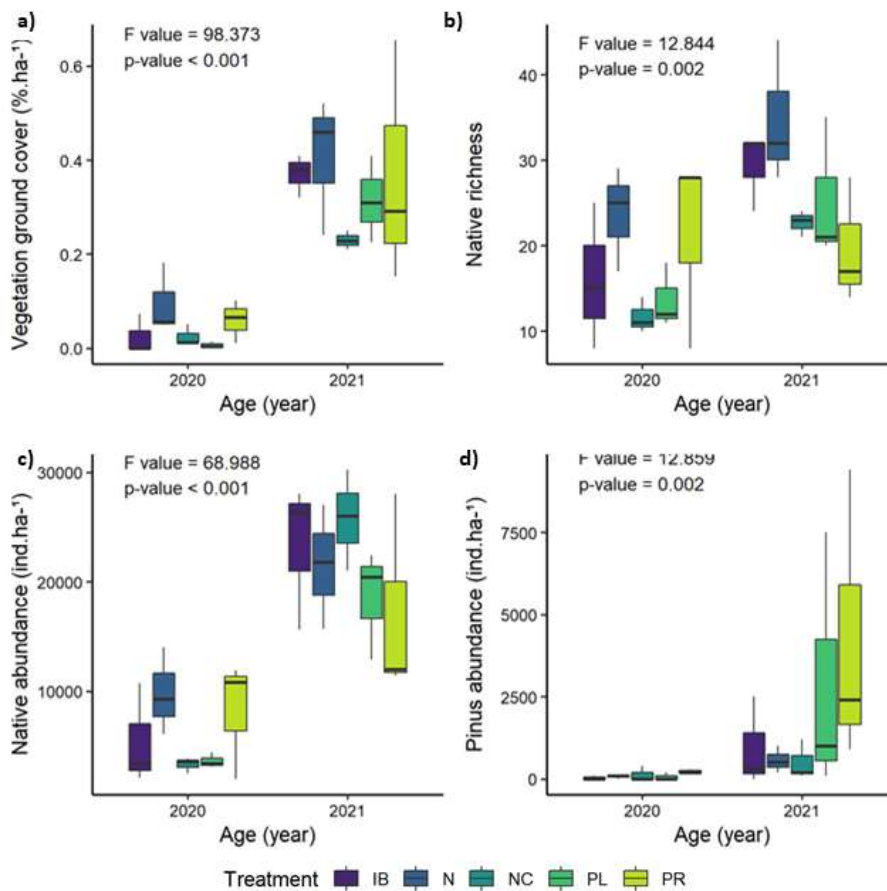 a)
F value = 98.373
p-value < 0.001
Vegetation ground cover (%.ha-¹)
0.6
0.4
0.2
0.0
2020 2021
Age (year)
b)
F value = 12.844
p-value = 0.002
Native richness
40
30
20
10
2020 2021
Age (year)
c)
F value = 68.988
p-value < 0.001
Native abundance (ind.ha-¹)
30000
20000
10000
2020 2021
Age (year)
d)
F value = 12.859
p-value = 0.002
Pinus abundance (ind.ha-¹)
7500
5000
2500
0
2020 2021
Age (year)
Treatment IB N NC PL PR